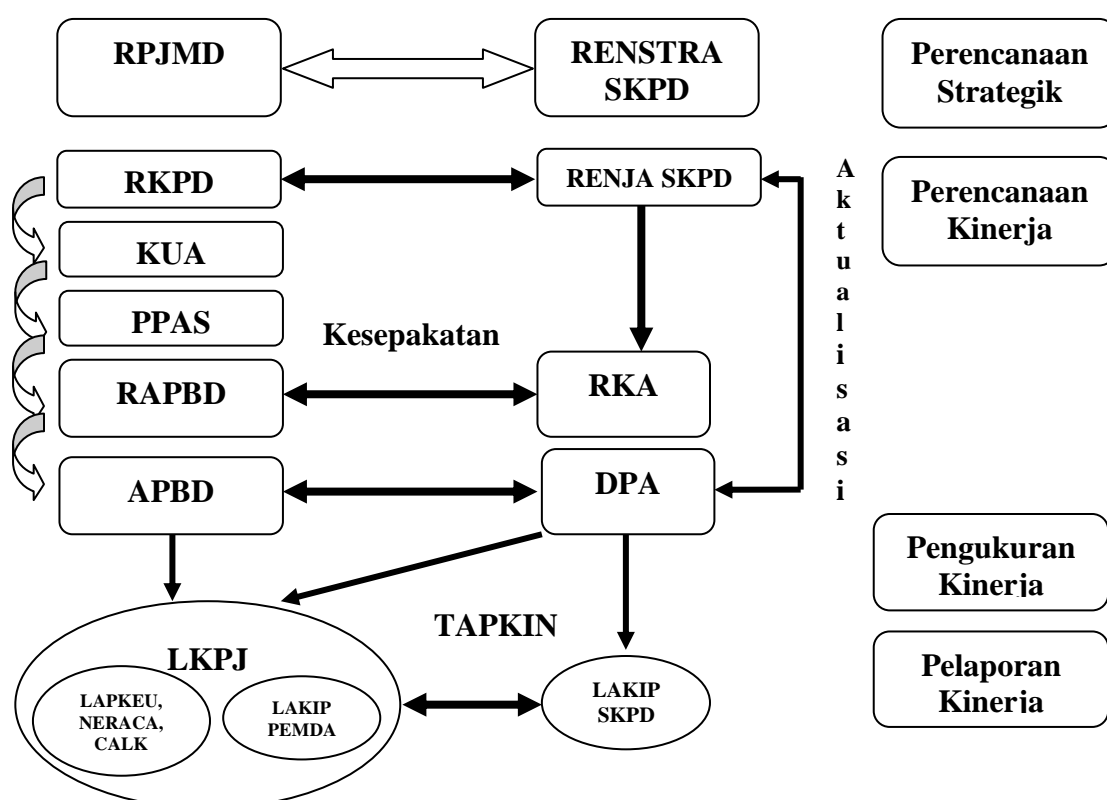 RPJMD
RENSTRA
SKPD
Perencanaan
Strategik
RKPD
RENJA SKPD
A
k
t
u
a
l
i
s
a
s
i
Perencanaan
Kinerja
KUA
PPAS
Kesepakatan
RAPBD
RKA
APBD
DPA
Pengukuran
Kinerja
TAPKIN
LKPJ
LAPKEU,
NERACA,
CALK
LAKIP
PEMDA
LAKIP
SKPD
Pelaporan
Kinerja